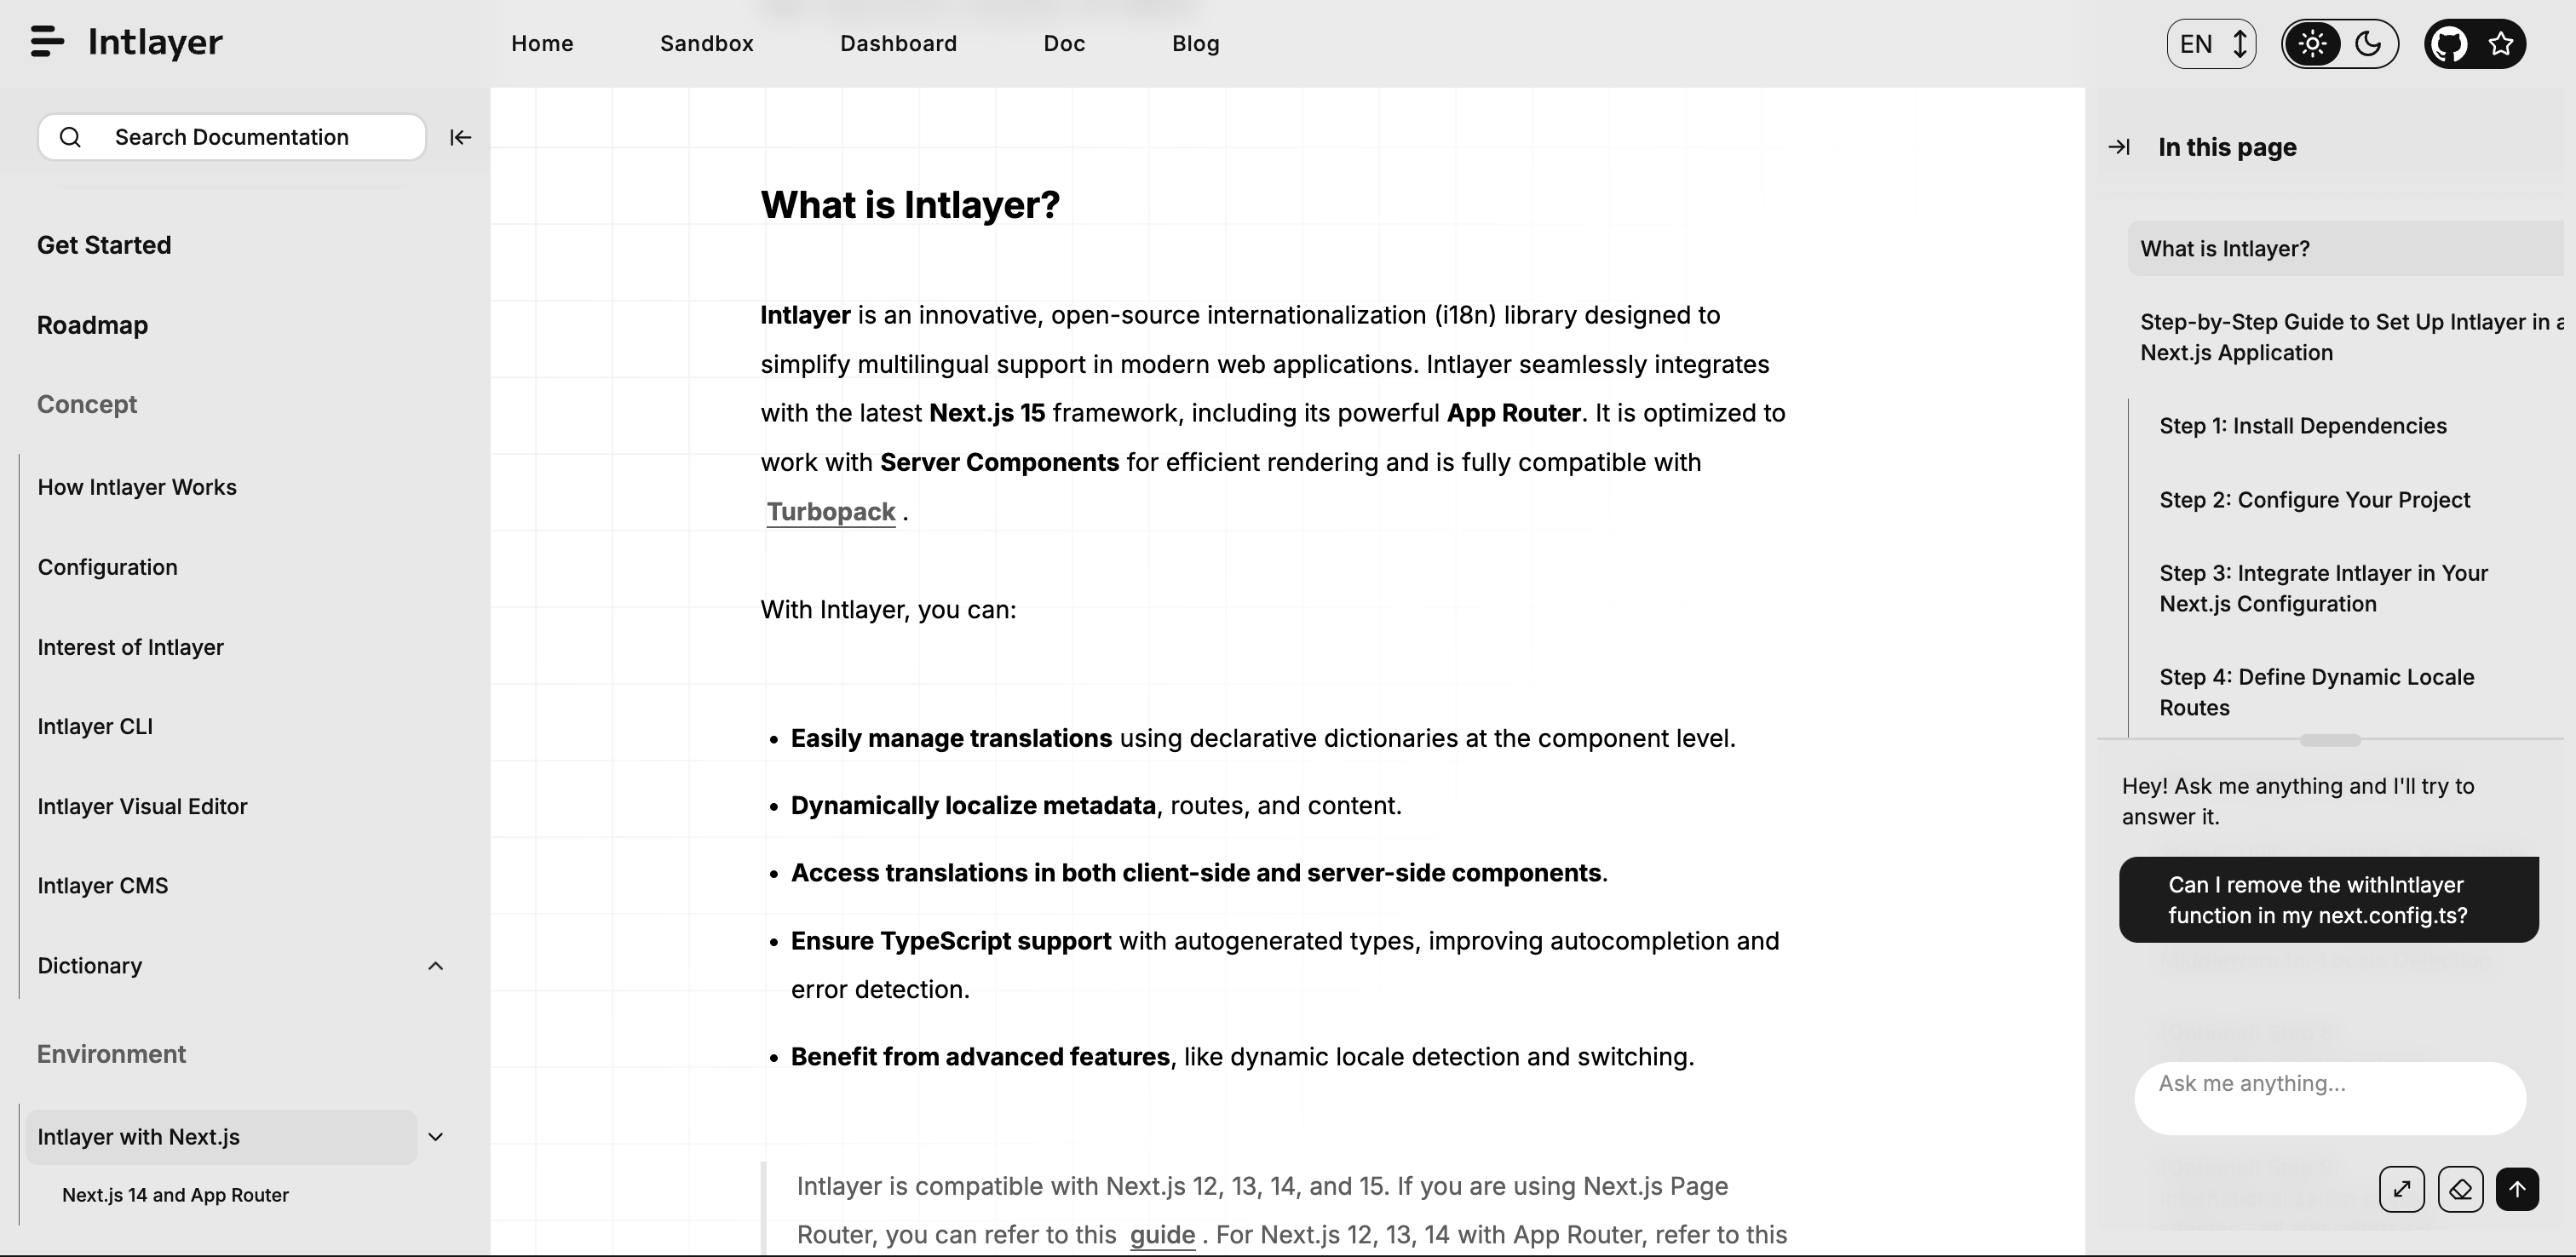 Intlayer
Home
Sandbox
Dashboard
Doc
Blog
EN
Search Documentation
Get Started
Roadmap
Concept
How Intlayer Works
Configuration
Interest of Intlayer
Intlayer CLI
Intlayer Visual Editor
Intlayer CMS
Dictionary
Environment
Intlayer with Next.js
Next.js 14 and App Router
What is Intlayer?
Intlayer is an innovative, open-source internationalization (i18n) library designed to
simplify multilingual support in modern web applications. Intlayer seamlessly integrates
with the latest Next.js 15 framework, including its powerful App Router. It is optimized to
work with Server Components for efficient rendering and is fully compatible with
Turbopack .
With Intlayer, you can:
• Easily manage translations using declarative dictionaries at the component level.
• Dynamically localize metadata, routes, and content.
• Access translations in both client-side and server-side components.
• Ensure TypeScript support with autogenerated types, improving autocompletion and
error detection.
• Benefit from advanced features, like dynamic locale detection and switching.
Intlayer is compatible with Next.js 12, 13, 14, and 15. If you are using Next.js Page
Router, you can refer to this guide . For Next.js 12, 13, 14 with App Router, refer to this
In this page
What is Intlayer?
Step-by-Step Guide to Set Up Intlayer in a
Next.js Application
Step 1: Install Dependencies
Step 2: Configure Your Project
Step 3: Integrate Intlayer in Your
Next.js Configuration
Step 4: Define Dynamic Locale
Routes
Hey! Ask me anything and I'll try to
answer it.
Can I remove the withIntlayer
function in my next.config.ts?
Ask me anything...